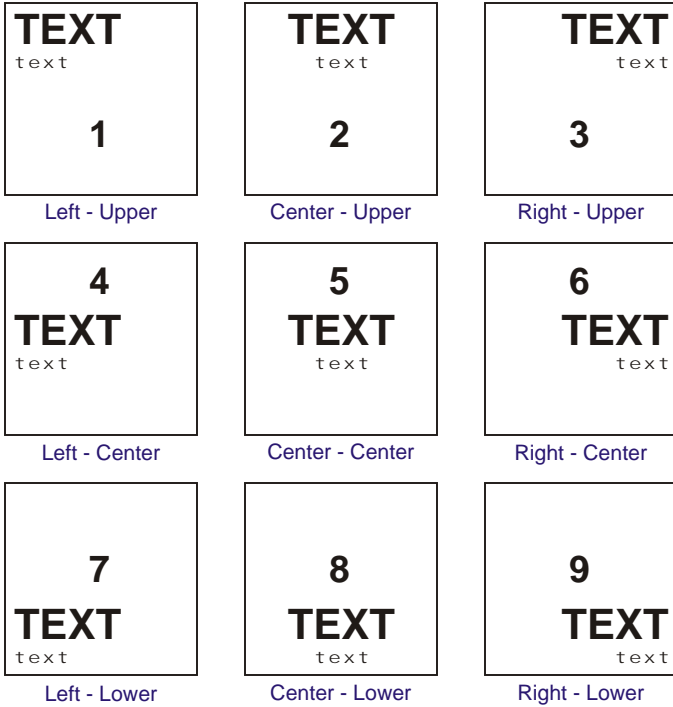 TEXT
text
1
Left - Upper
TEXT
text
2
Center - Upper
TEXT
text
3
Right - Upper
4
TEXT
text
Left - Center
5
TEXT
text
Center - Center
6
TEXT
text
Right - Center
7
TEXT
text
Left - Lower
8
TEXT
text
Center - Lower
9
TEXT
text
Right - Lower